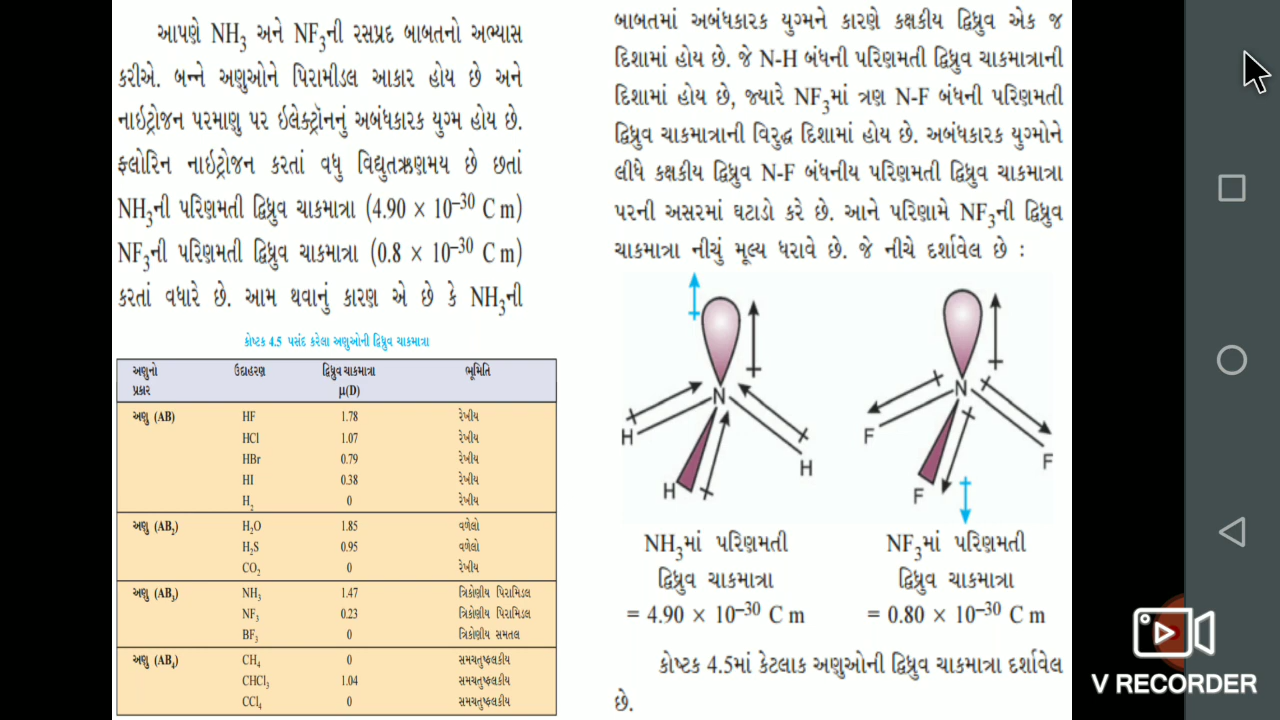 આપણે NH₃ અને NF₃ની રસપ્રદ બાબતનો અભ્યાસ
કરીએ. બન્ને અણુઓને પિરામીડલ આકાર હોય છે અને
નાઇટ્રોજન પરમાણુ પર ઇલેક્ટ્રૉનનું અબંધકારક યુગ્મ હોય છે.
ફ્લોરિન નાઇટ્રોજન કરતાં વધુ વિદ્યુતઋણમય છે છતાં
NH₃ની પરિણમતી દ્વિધ્રુવ ચાકમાત્રા (4.90 × 10⁻³⁰ C m)
NF₃ની પરિણમતી દ્વિધ્રુવ ચાકમાત્રા (0.8 × 10⁻³⁰ C m)
કરતાં વધારે છે. આમ થવાનું કારણ એ છે કે NH₃ની
કોષ્ટક 4.5 પસંદ કરેલા અણુઓની દ્વિધ્રુવ ચાકમાત્રા
અણુનો પ્રકાર ઉદાહરણ દ્વિધ્રુવ ચાકમાત્રા μ(D) ભૂમિતિ
અણુ (AB) HF 1.78 રેખીય
HCl 1.07 રેખીય
HBr 0.79 રેખીય
HI 0.38 રેખીય
H₂ 0 રેખીય
અણુ (AB₂) H₂O 1.85 વળેલો
H₂S 0.95 વળેલો
CO₂ 0 રેખીય
અણુ (AB₃) NH₃ 1.47 ત્રિકોણીય પિરામિડલ
NF₃ 0.23 ત્રિકોણીય પિરામિડલ
BF₃ 0 ત્રિકોણીય સમતલ
અણુ (AB₄) CH₄ 0 સમચતુષ્ફલકીય
CHCl₃ 1.04 સમચતુષ્ફલકીય
CCl₄ 0 સમચતુષ્ફલકીય
બાબતમાં અબંધકારક યુગ્મને કારણે કક્ષકીય દ્વિધ્રુવ એક જ
દિશામાં હોય છે. જે N-H બંધની પરિણમતી દ્વિધ્રુવ ચાકમાત્રાની
દિશામાં હોય છે, જ્યારે NF₃માં ત્રણ N-F બંધની પરિણમતી
દ્વિધ્રુવ ચાકમાત્રાની વિરુદ્ધ દિશામાં હોય છે. અબંધકારક યુગ્મોને
લીધે કક્ષકીય દ્વિધ્રુવ N-F બંધનીય પરિણમતી દ્વિધ્રુવ ચાકમાત્રા
પરની અસરમાં ઘટાડો કરે છે. આને પરિણામે NF₃ની દ્વિધ્રુવ
ચાકમાત્રા નીચું મૂલ્ય ધરાવે છે. જે નીચે દર્શાવેલ છે :
N
H
H
H
N
F
F
F
NH₃માં પરિણમતી
દ્વિધ્રુવ ચાકમાત્રા
= 4.90 × 10⁻³⁰ C m
NF₃માં પરિણમતી
દ્વિધ્રુવ ચાકમાત્રા
= 0.80 × 10⁻³⁰ C m
કોષ્ટક 4.5માં કેટલાક અણુઓની દ્વિધ્રુવ ચાકમાત્રા દર્શાવેલ
છે.
V RECORDER